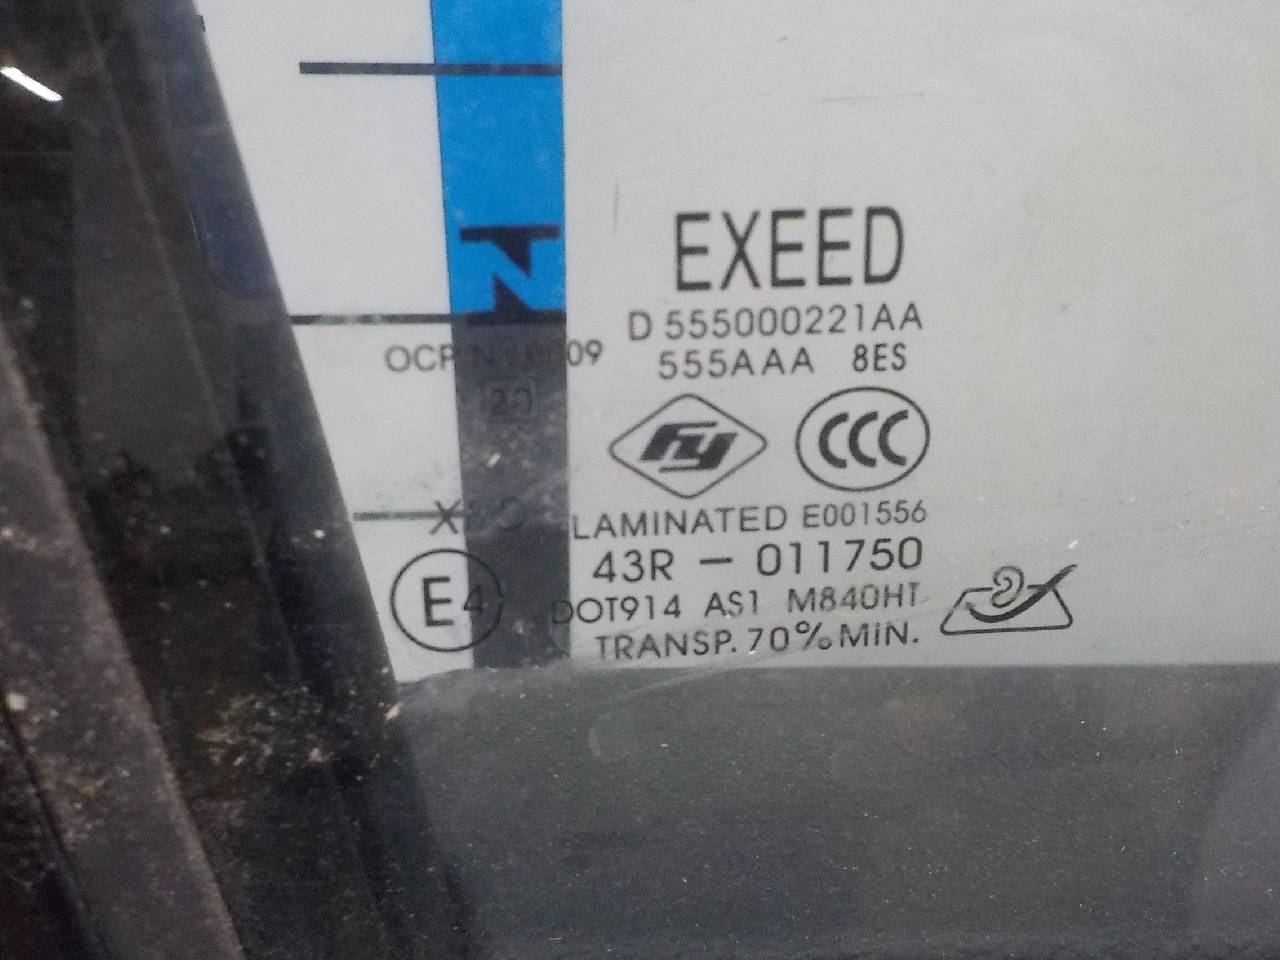 EXEED
D 555000221AA
555AAA 8ES
fy
CCC
LAMINATED E001556
43R - 011750
E4
DOT914 AS1 M840HT
TRANSP. 70% MIN.